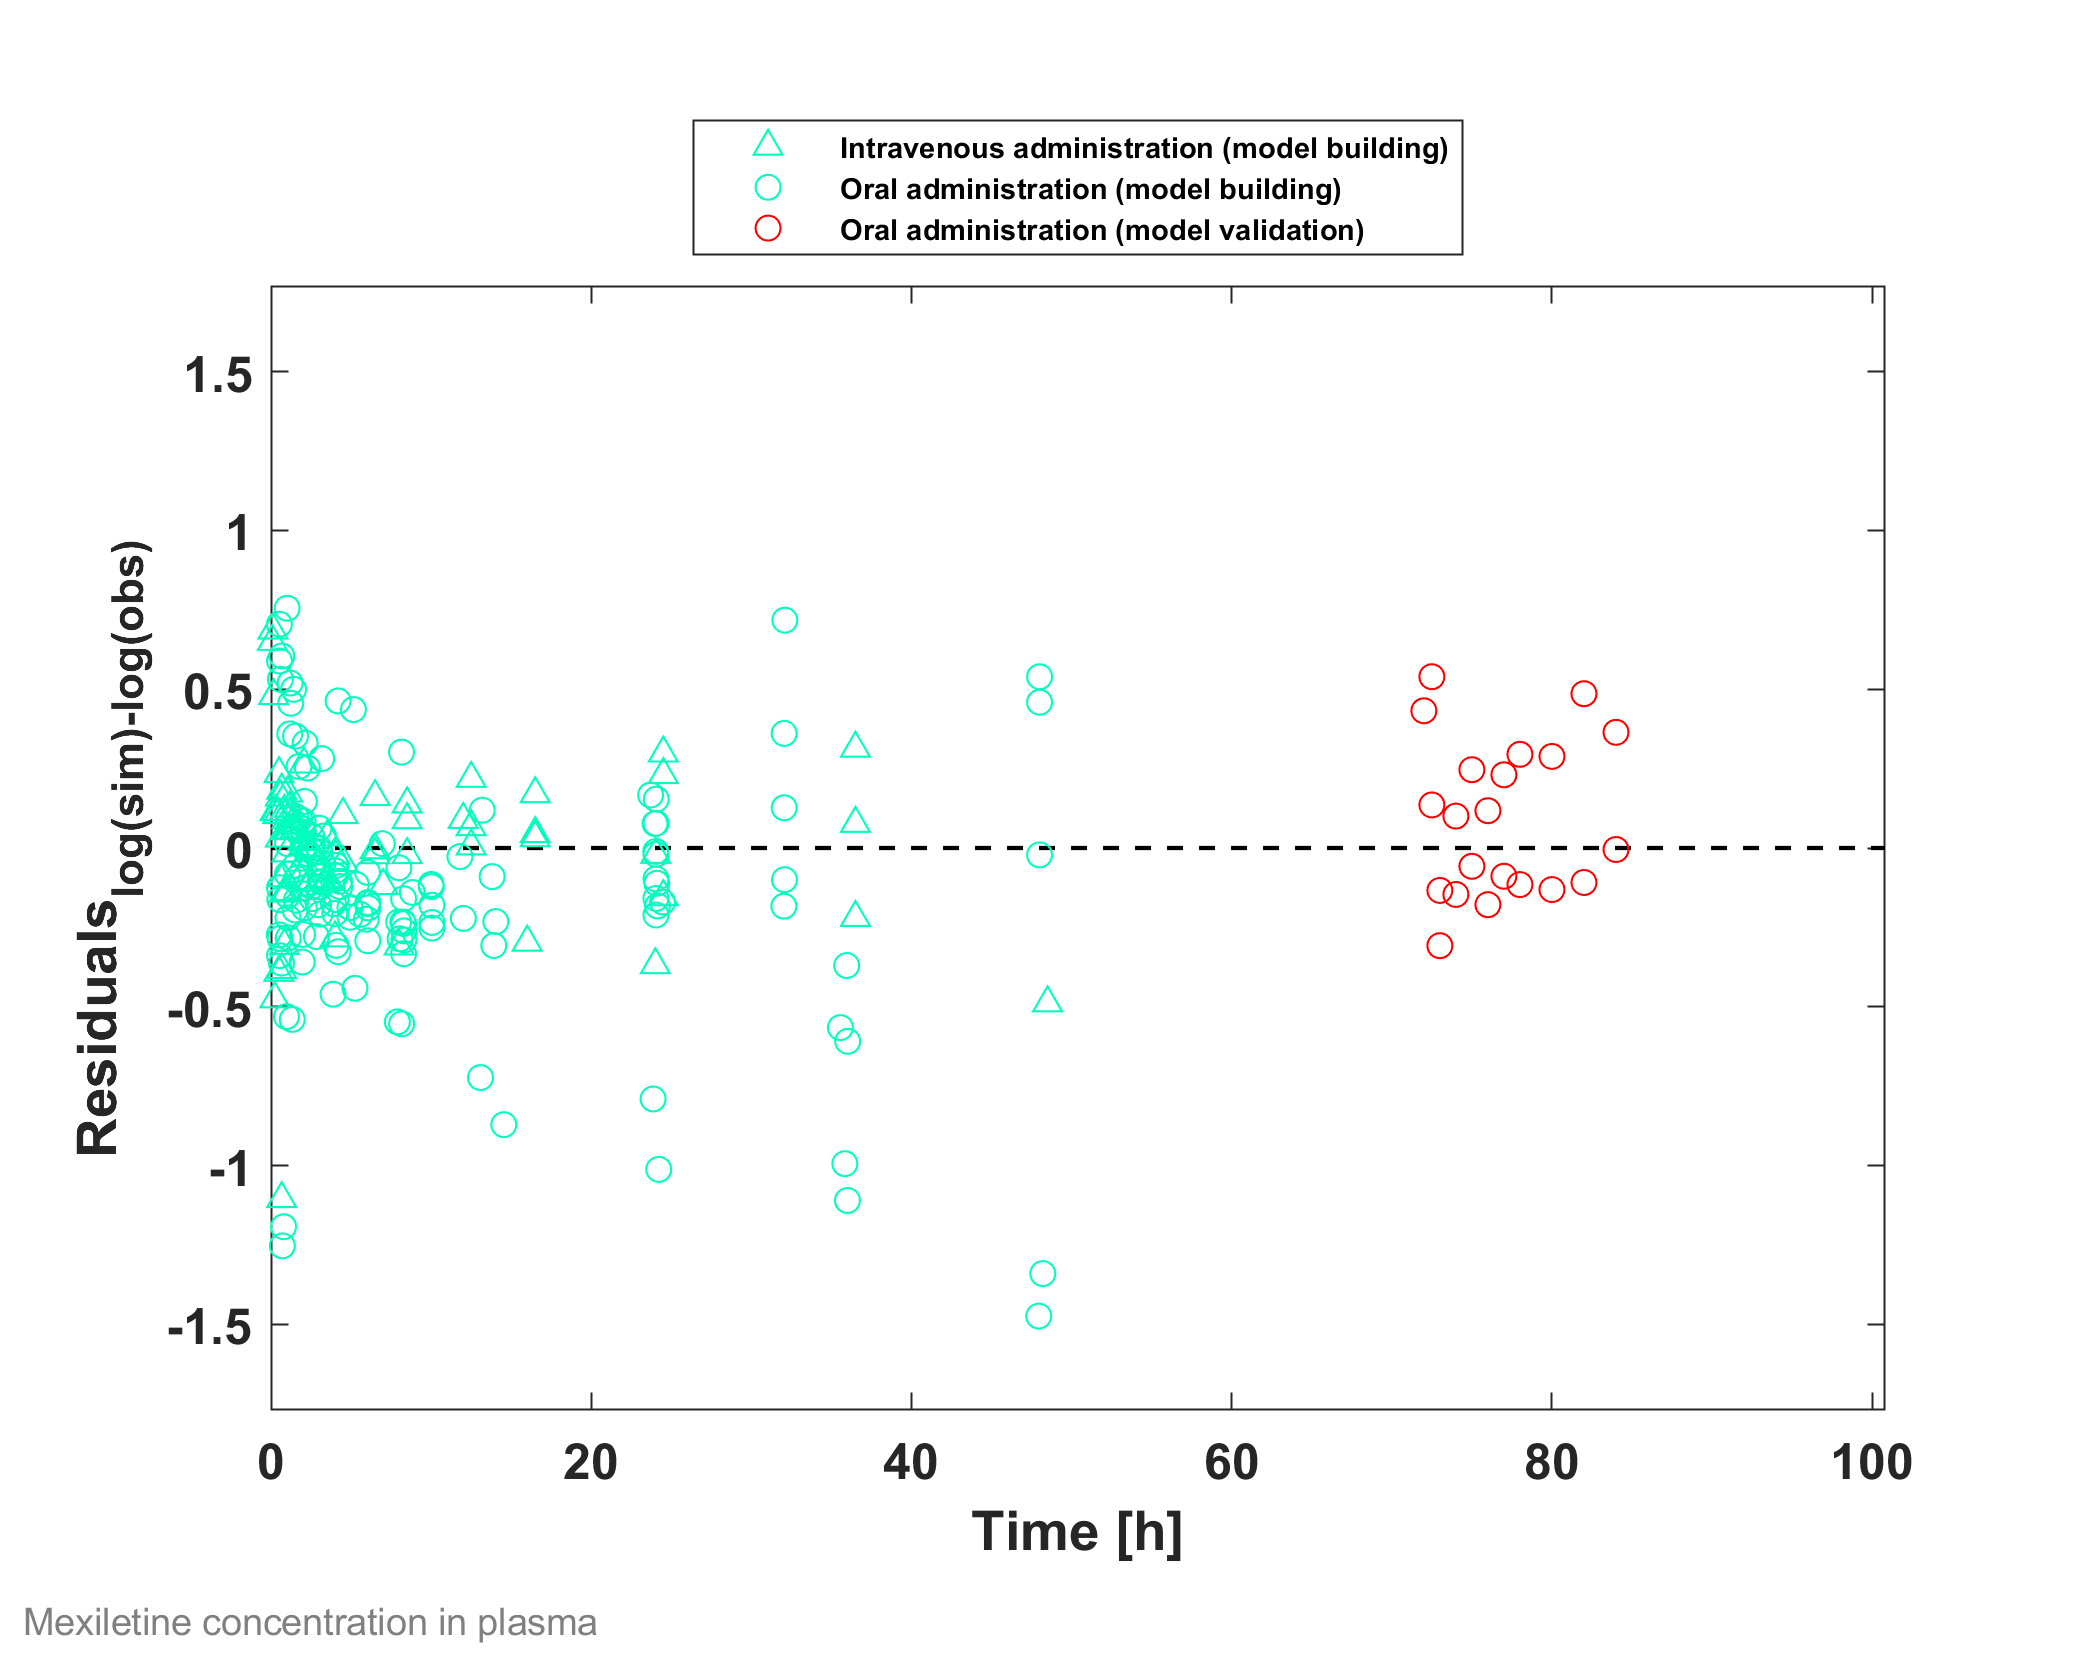 Intravenous administration (model building)
Oral administration (model building)
Oral administration (model validation)
1.5
1
0.5
0
-0.5
-1
-1.5
Residuals log(sim)-log(obs)
0 20 40 60 80 100
Time [h]
Mexiletine concentration in plasma